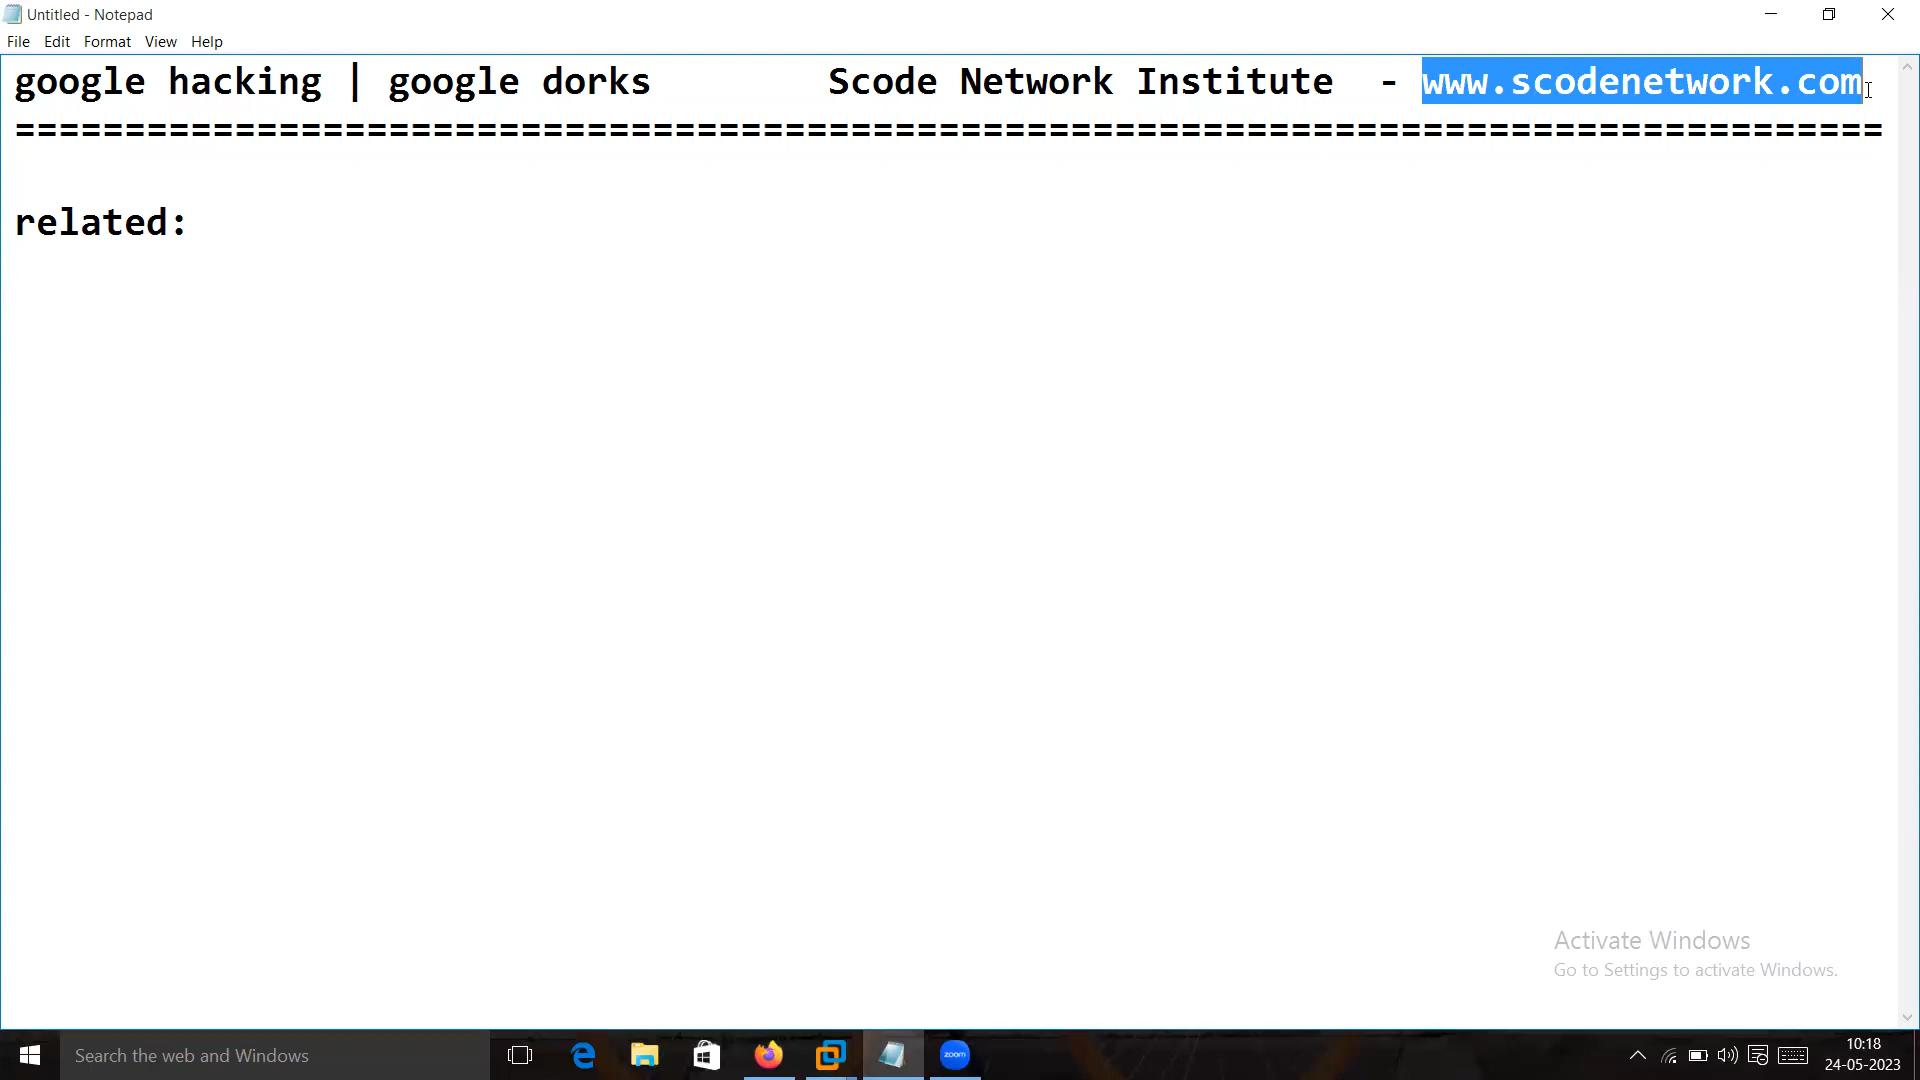 Untitled - Notepad
File Edit Format View Help
google hacking | google dorks Scode Network Institute - www.scodenetwork.com
=====================================================================================
related:
Activate Windows
Go to Settings to activate Windows.
Search the web and Windows
zoom
10:18
24-05-2023